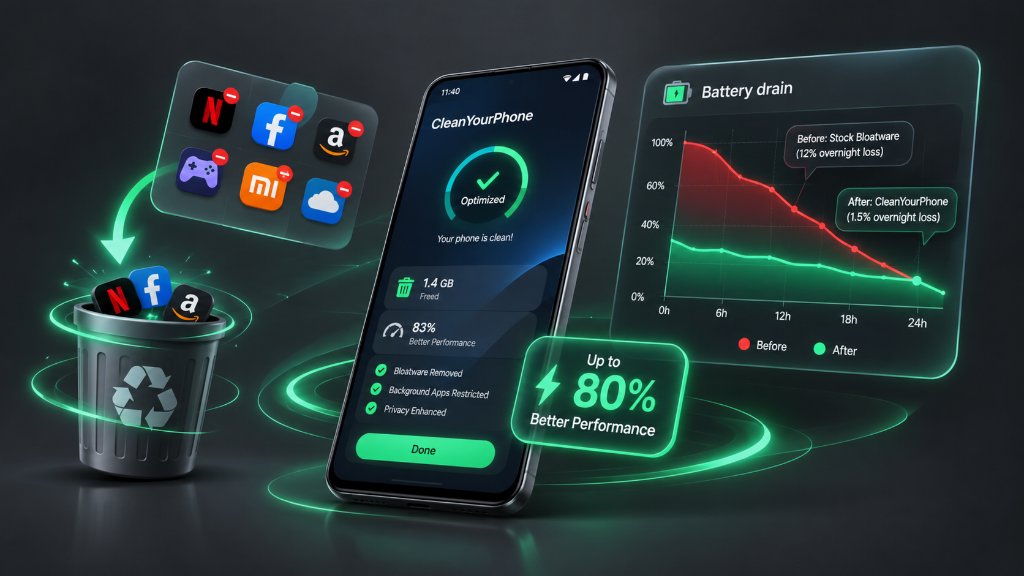 N
f
a
mi
N
f
a
11:40
CleanYourPhone
Optimized
Your phone is clean!
1.4 GB
Freed
83%
Better Performance
Bloatware Removed
Background Apps Restricted
Privacy Enhanced
Done
Up to
80%
Better Performance
Battery drain
100%
60%
40%
20%
0%
0h
6h
12h
18h
24h
Before: Stock Bloatware
(12% overnight loss)
After: CleanYourPhone
(1.5% overnight loss)
Before
After